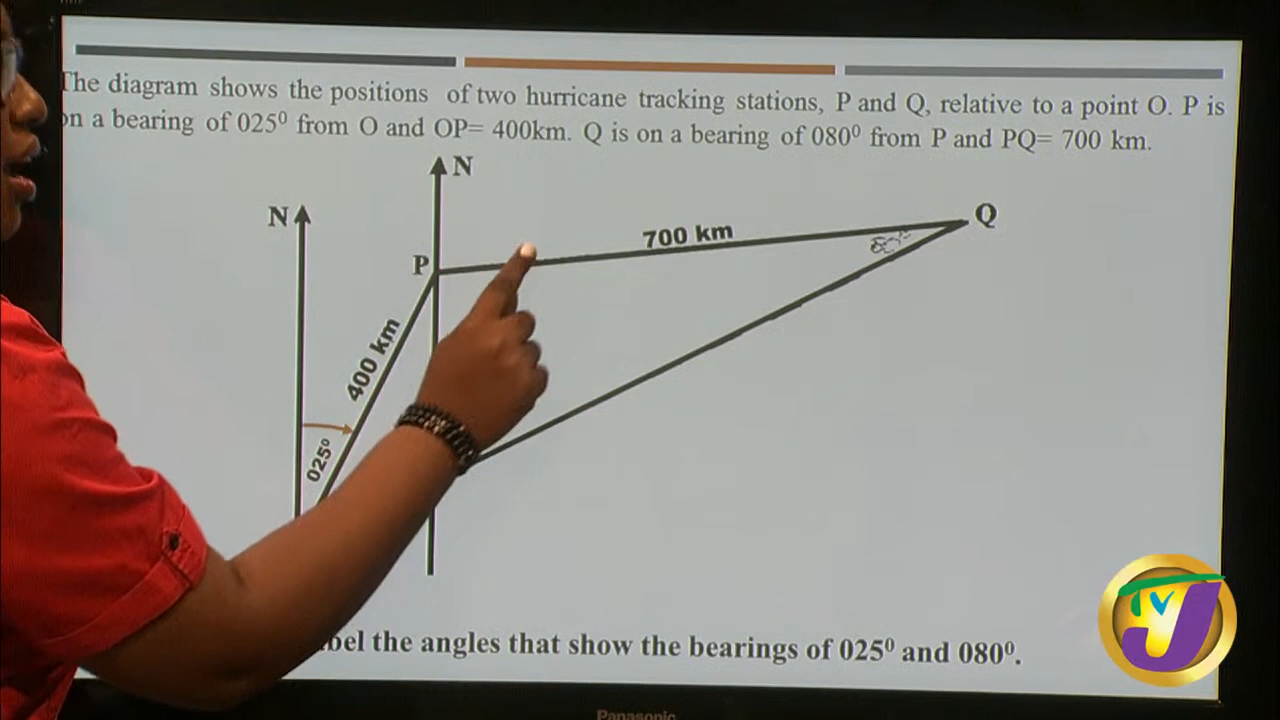 The diagram shows the positions of two hurricane tracking stations, P and Q, relative to a point O. P is
on a bearing of 025⁰ from O and OP= 400km. Q is on a bearing of 080⁰ from P and PQ= 700 km.
N
N
Q
700 km
80°
P
400 km
025⁰
the angles that show the bearings of 025⁰ and 080⁰.
TVJ
Panasonic